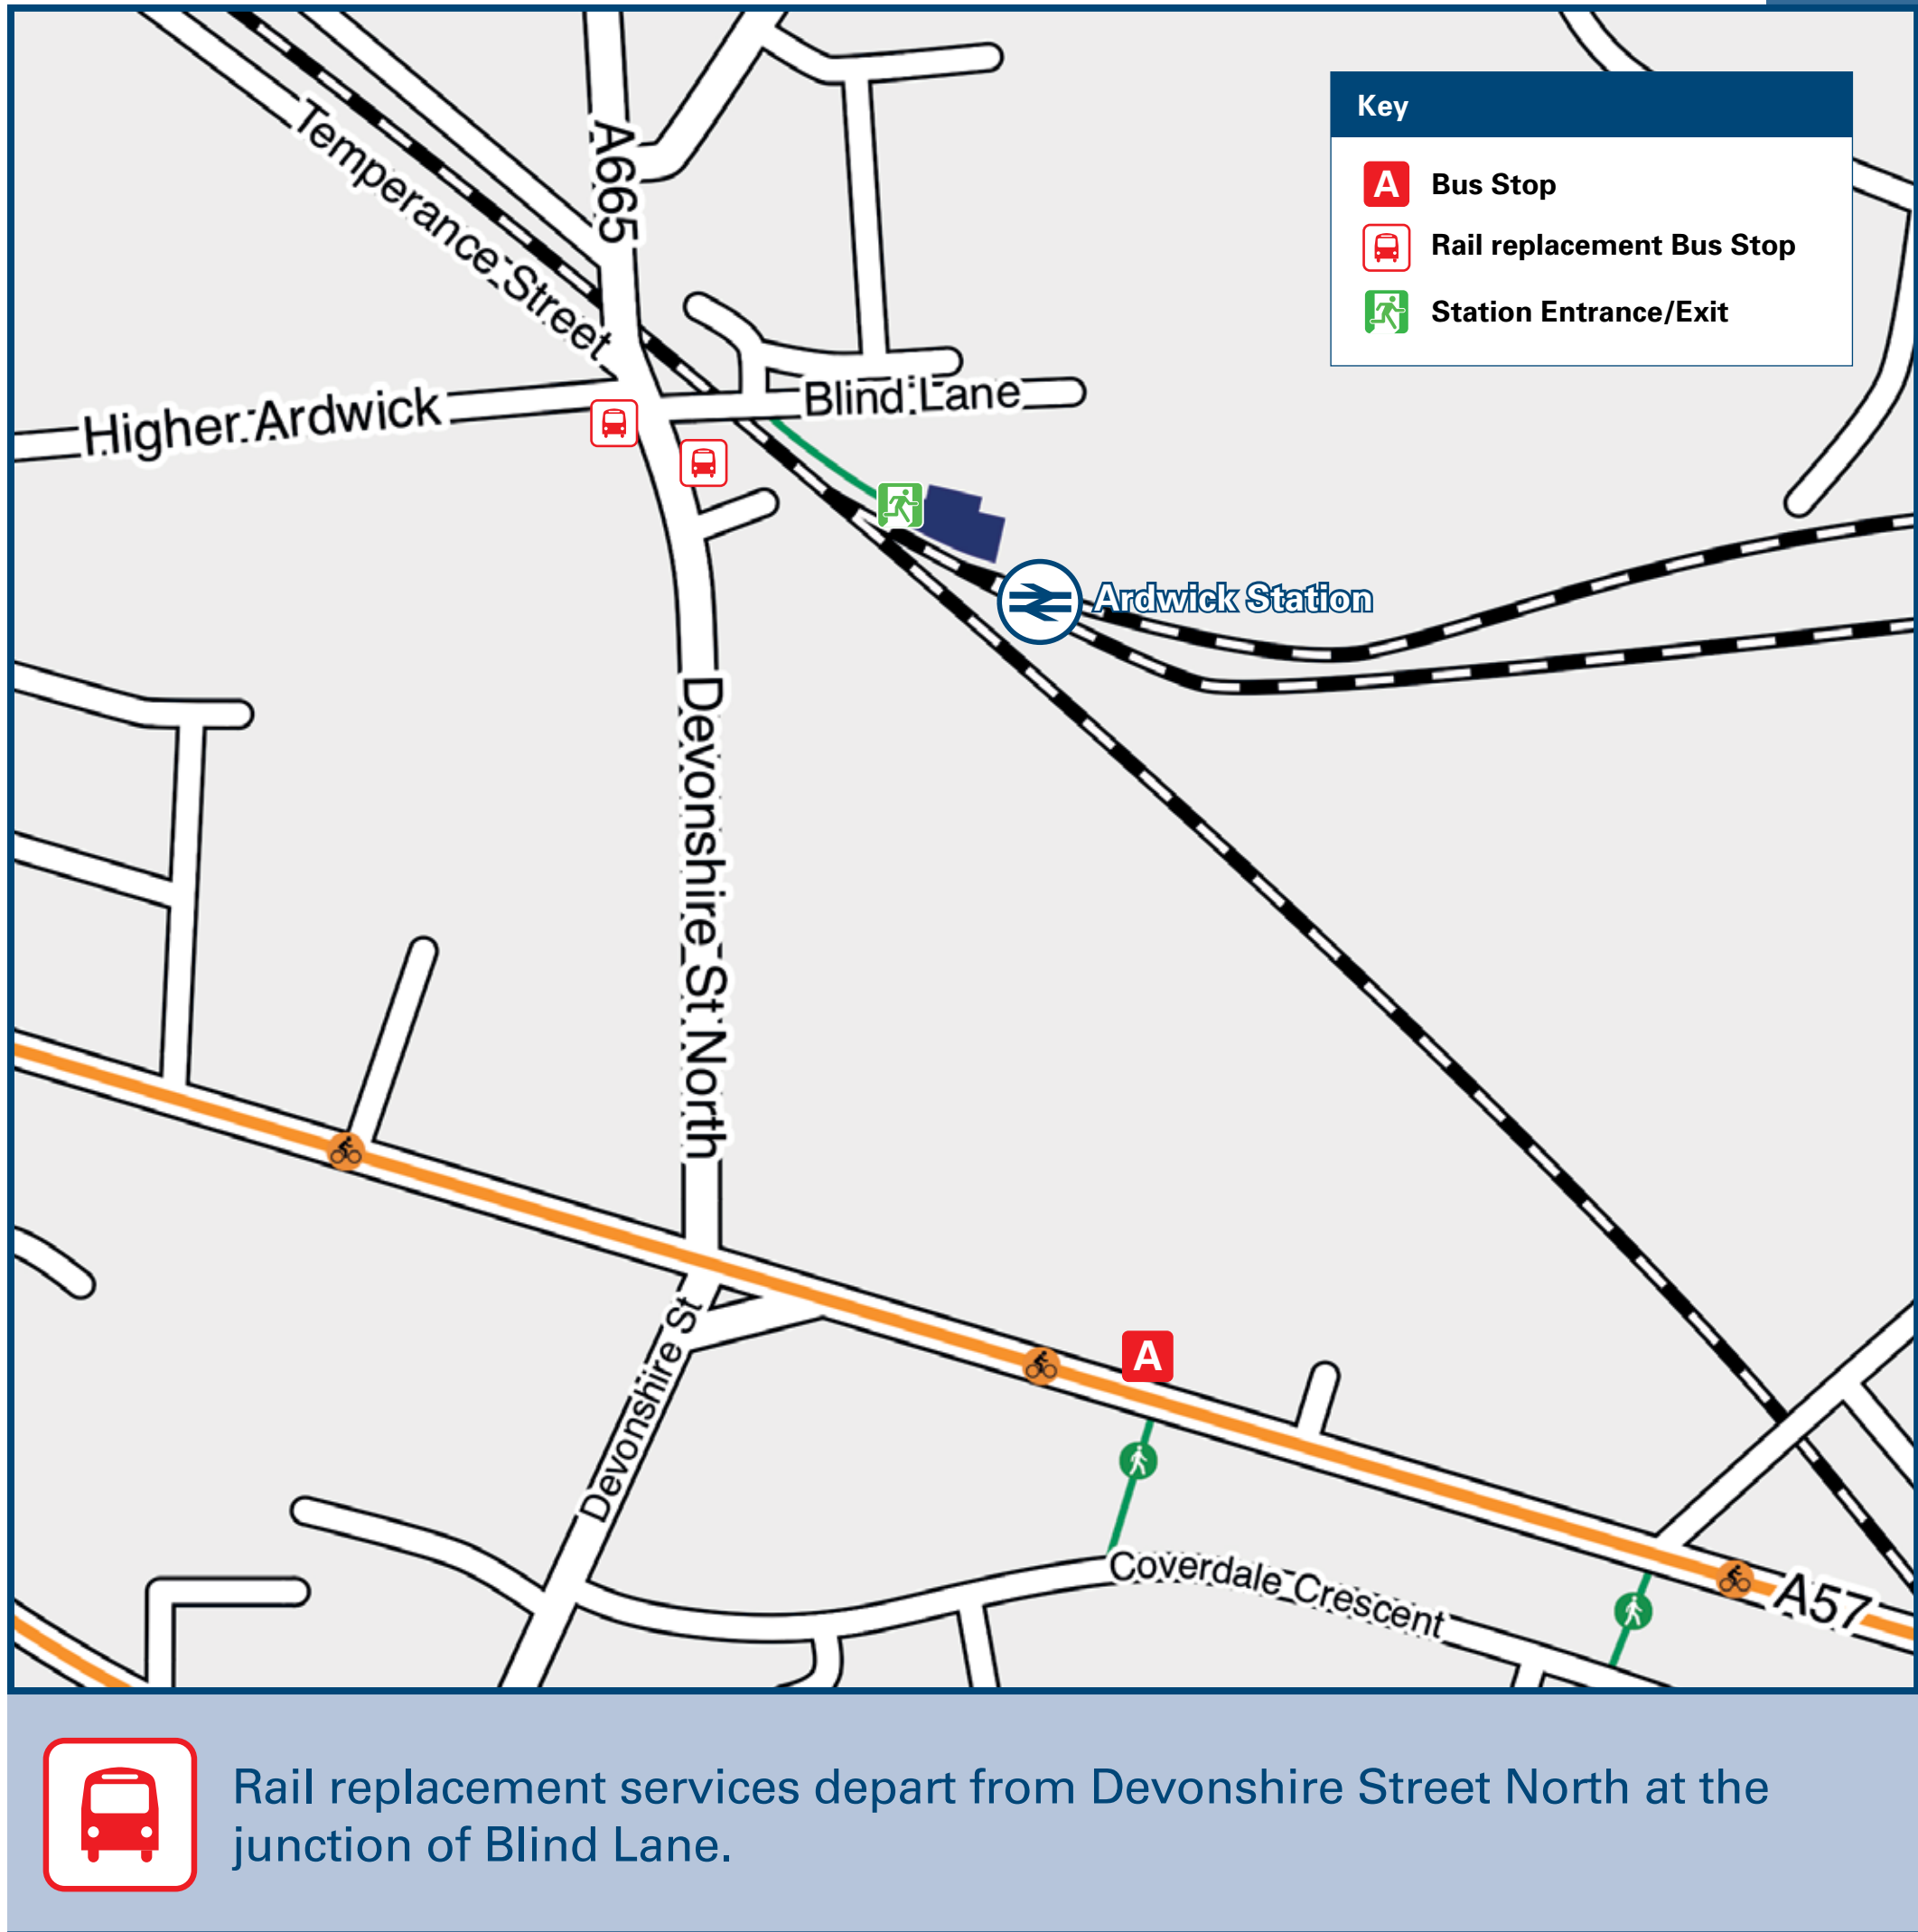 Key
A Bus Stop
Rail replacement Bus Stop
Station Entrance/Exit
A665
Temperance Street
Higher Ardwick
Blind Lane
Ardwick Station
Devonshire St North
A
Devonshire St
Coverdale Crescent
A57
Rail replacement services depart from Devonshire Street North at the
junction of Blind Lane.